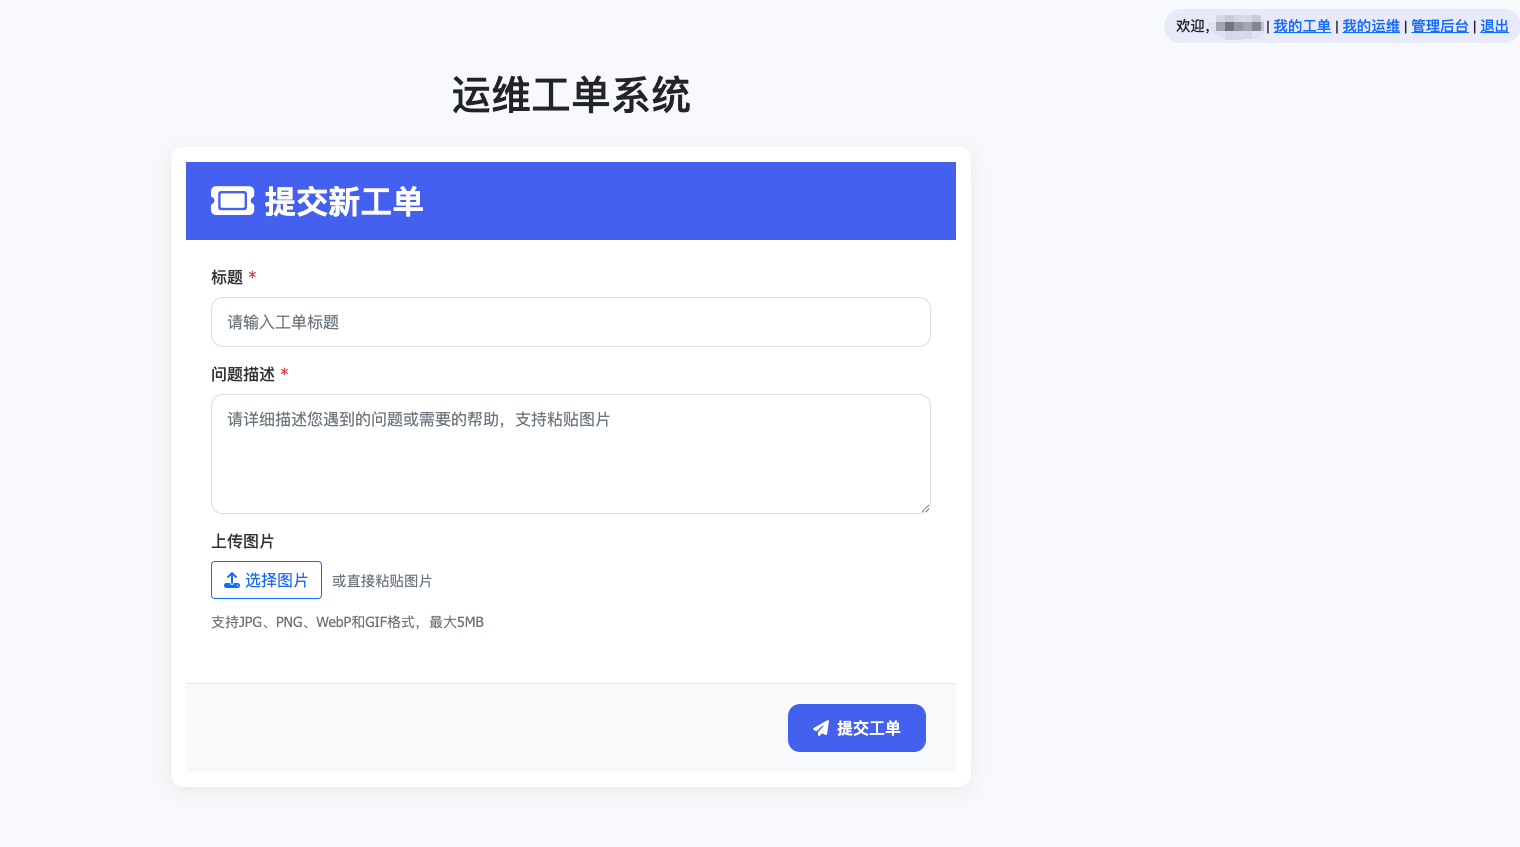 欢迎, | 我的工单 | 我的运维 | 管理后台 | 退出
运维工单系统
提交新工单
标题 *
请输入工单标题
问题描述 *
请详细描述您遇到的问题或需要的帮助，支持粘贴图片
上传图片
选择图片 或直接粘贴图片
支持JPG、PNG、WebP和GIF格式，最大5MB
提交工单